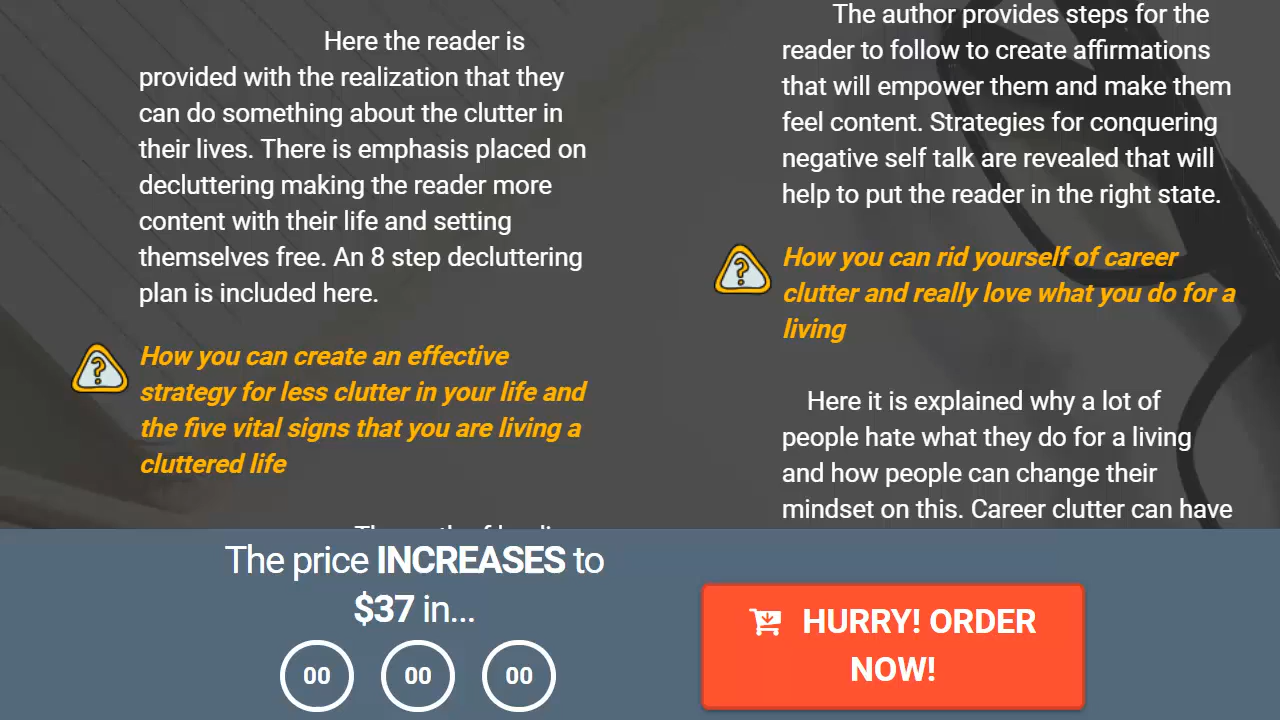 Here the reader is
provided with the realization that they
can do something about the clutter in
their lives. There is emphasis placed on
decluttering making the reader more
content with their life and setting
themselves free. An 8 step decluttering
plan is included here.
How you can create an effective
strategy for less clutter in your life and
the five vital signs that you are living a
cluttered life
The author provides steps for the
reader to follow to create affirmations
that will empower them and make them
feel content. Strategies for conquering
negative self talk are revealed that will
help to put the reader in the right state.
How you can rid yourself of career
clutter and really love what you do for a
living
Here it is explained why a lot of
people hate what they do for a living
and how people can change their
mindset on this. Career clutter can have
The price INCREASES to
$37 in...
00 00 00
HURRY! ORDER
NOW!